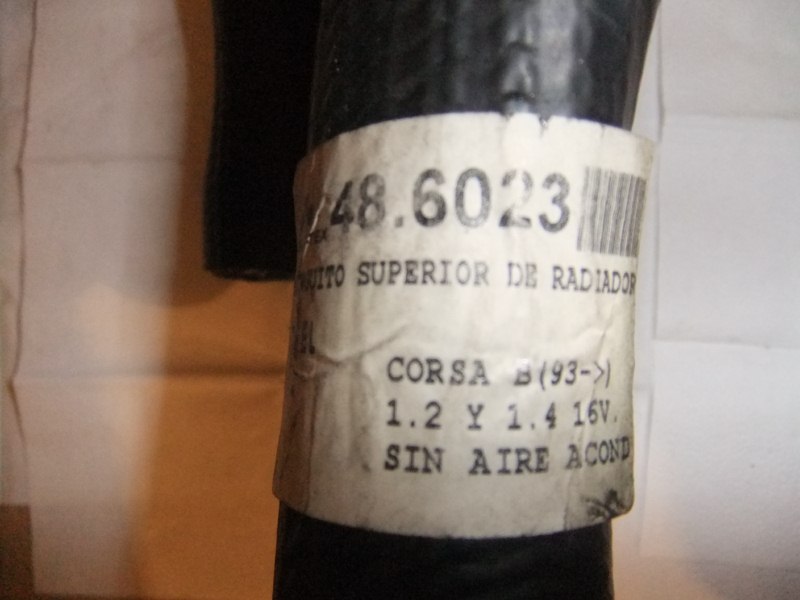 48.6023
SUPERIOR DE RADIADOR
CORSA B(93->)
1.2 Y 1.4 16V.
SIN AIRE ACOND